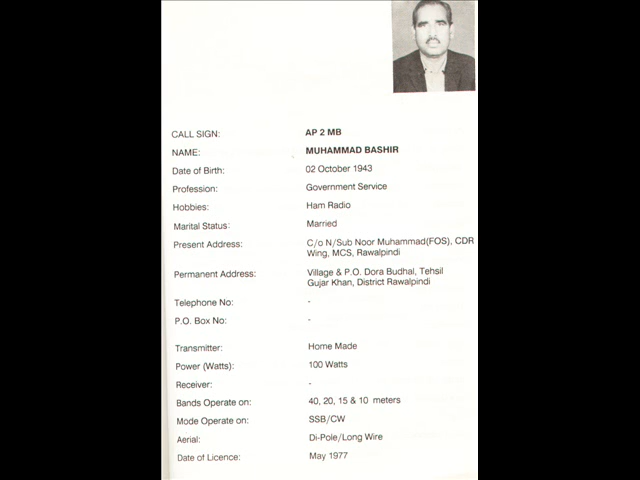 CALL SIGN: AP 2 MB
NAME: MUHAMMAD BASHIR
Date of Birth: 02 October 1943
Profession: Government Service
Hobbies: Ham Radio
Marital Status: Married
Present Address: C/o N/Sub Noor Muhammad(FOS), CDR
Wing, MCS, Rawalpindi
Permanent Address: Village & P.O. Dora Budhal, Tehsil
Gujar Khan, District Rawalpindi
Telephone No: -
P.O. Box No: -
Transmitter: Home Made
Power (Watts): 100 Watts
Receiver: -
Bands Operate on: 40, 20, 15 & 10 meters
Mode Operate on: SSB/CW
Aerial: Di-Pole/Long Wire
Date of Licence: May 1977